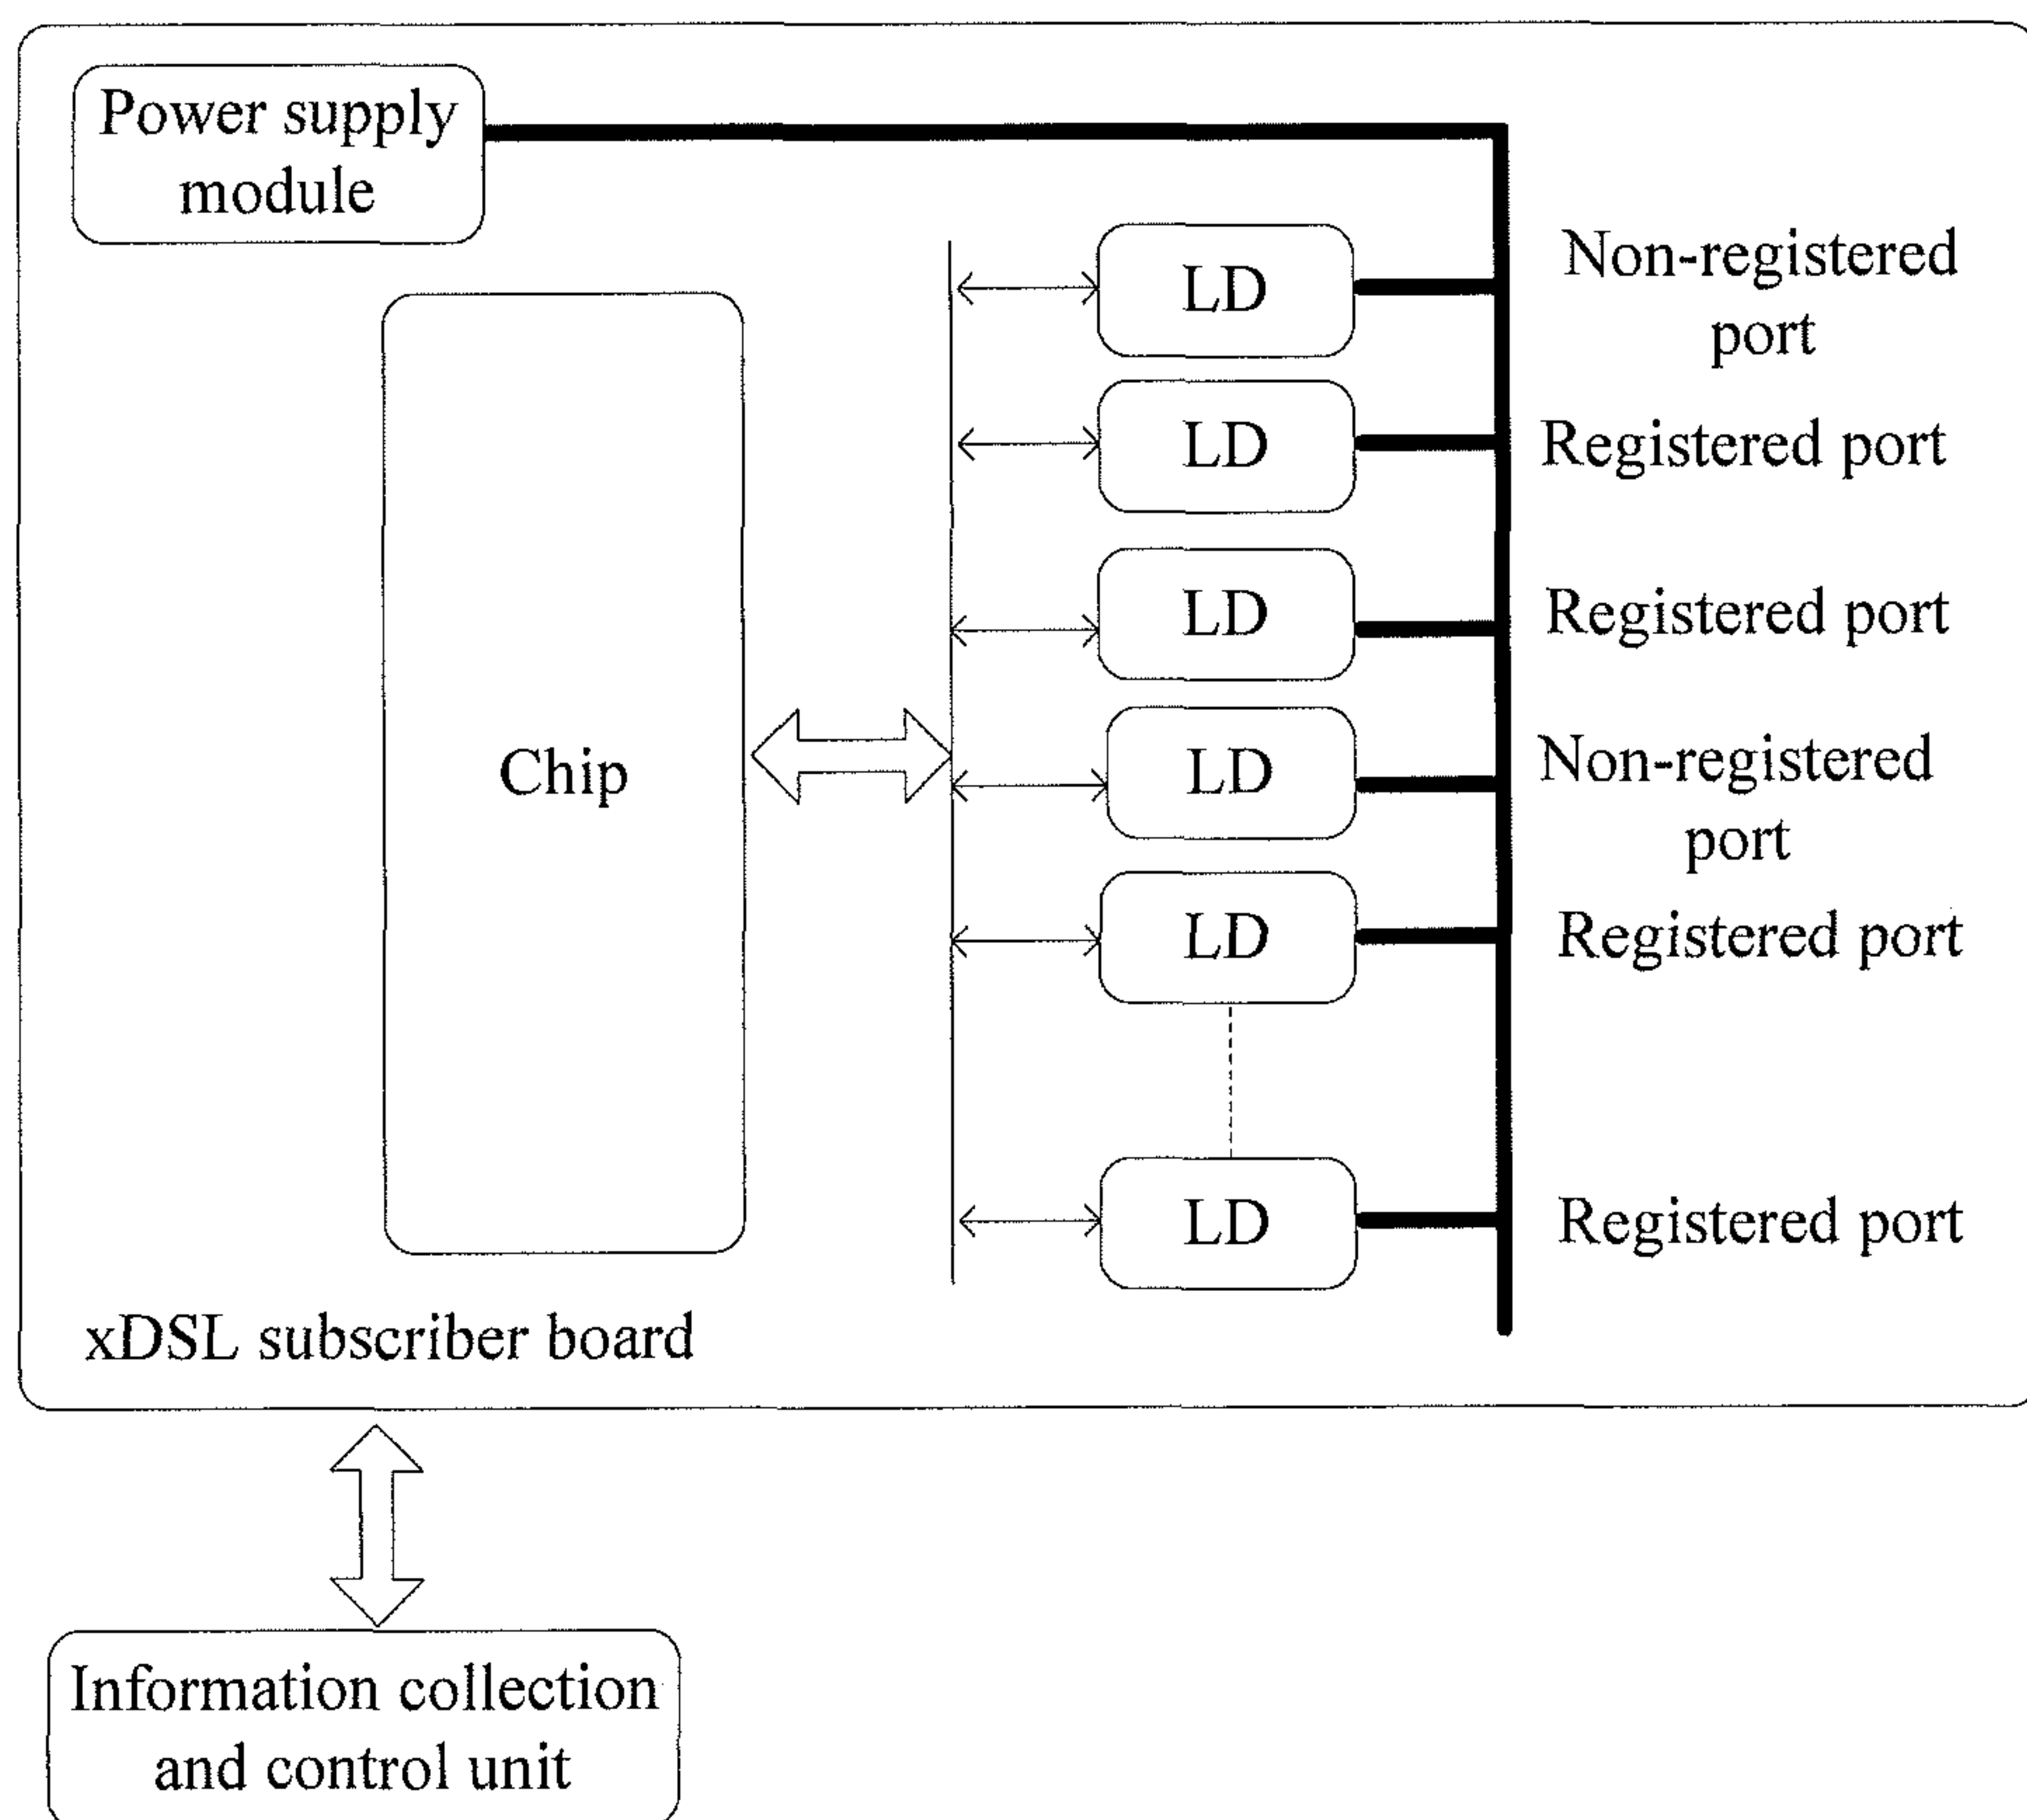 Power supply
module
LD
Non-registered
port
LD
Registered port
LD
Registered port
Chip
LD
Non-registered
port
LD
Registered port
LD
Registered port
xDSL subscriber board
Information collection
and control unit